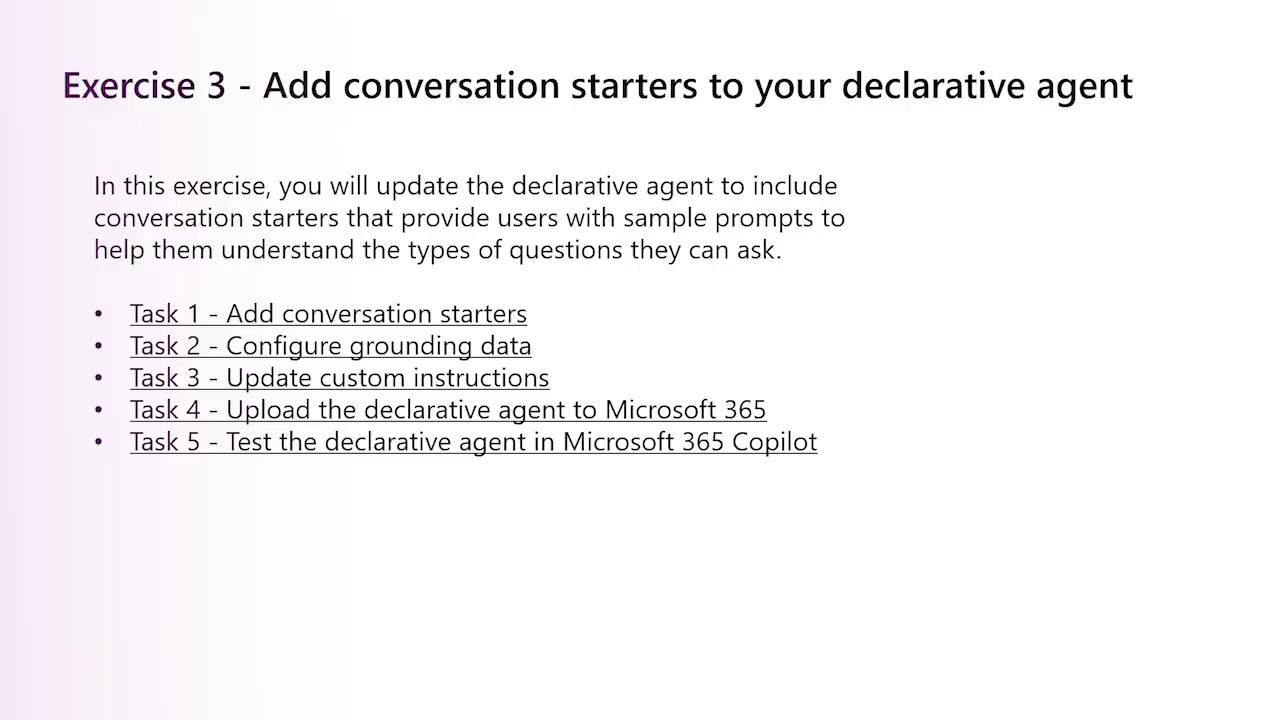 Exercise 3 - Add conversation starters to your declarative agent
In this exercise, you will update the declarative agent to include
conversation starters that provide users with sample prompts to
help them understand the types of questions they can ask.
• Task 1 - Add conversation starters
• Task 2 - Configure grounding data
• Task 3 - Update custom instructions
• Task 4 - Upload the declarative agent to Microsoft 365
• Task 5 - Test the declarative agent in Microsoft 365 Copilot